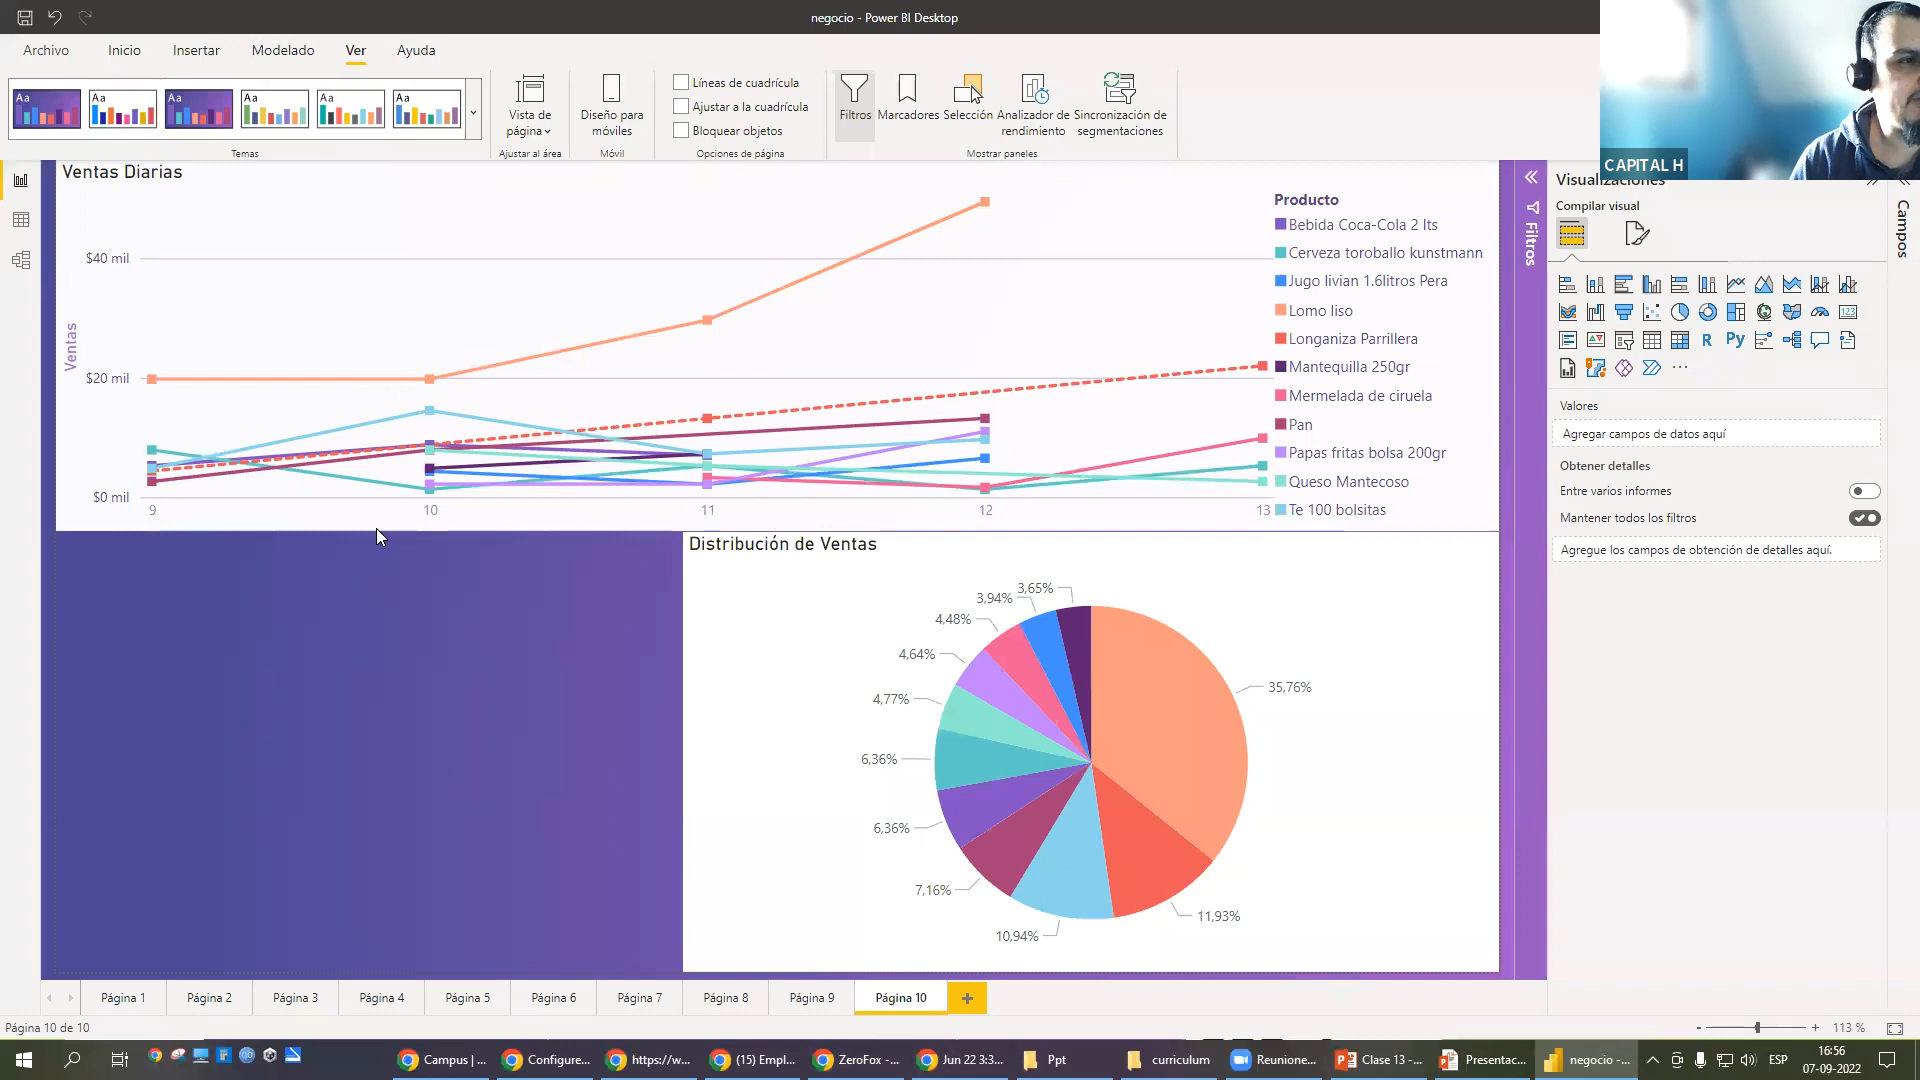 negocio - Power BI Desktop
Archivo Inicio Insertar Modelado Ver Ayuda
Aa Aa Aa Aa Aa Aa
Temas
Vista de página
Ajustar al área
Diseño para móviles
Móvil
Líneas de cuadrícula
Ajustar a la cuadrícula
Bloquear objetos
Opciones de página
Filtros
Marcadores
Selección
Analizador de rendimiento
Sincronización de segmentaciones
Mostrar paneles
CAPITAL H
Ventas Diarias
Ventas
$40 mil
$20 mil
$0 mil
9 10 11 12 13
Producto
Bebida Coca-Cola 2 lts
Cerveza toroballo kunstmann
Jugo livian 1.6litros Pera
Lomo liso
Longaniza Parrillera
Mantequilla 250gr
Mermelada de ciruela
Pan
Papas fritas bolsa 200gr
Queso Mantecoso
Te 100 bolsitas
Distribución de Ventas
3,65%
3,94%
4,48%
4,64%
4,77%
6,36%
6,36%
7,16%
10,94%
11,93%
35,76%
Filtros
Visualizaciones
Compilar visual
123
R Py
Valores
Agregar campos de datos aquí
Obtener detalles
Entre varios informes
Mantener todos los filtros
Agregue los campos de obtención de detalles aquí.
Campos
Página 1 Página 2 Página 3 Página 4 Página 5 Página 6 Página 7 Página 8 Página 9 Página 10 +
Página 10 de 10
- + 113 %
Campus | ... Configure... https://w... (15) Empl... ZeroFox -... Jun 22 3:3... Ppt curriculum Reunione... Clase 13 -... Presentac... negocio -...
ESP
16:56
07-09-2022